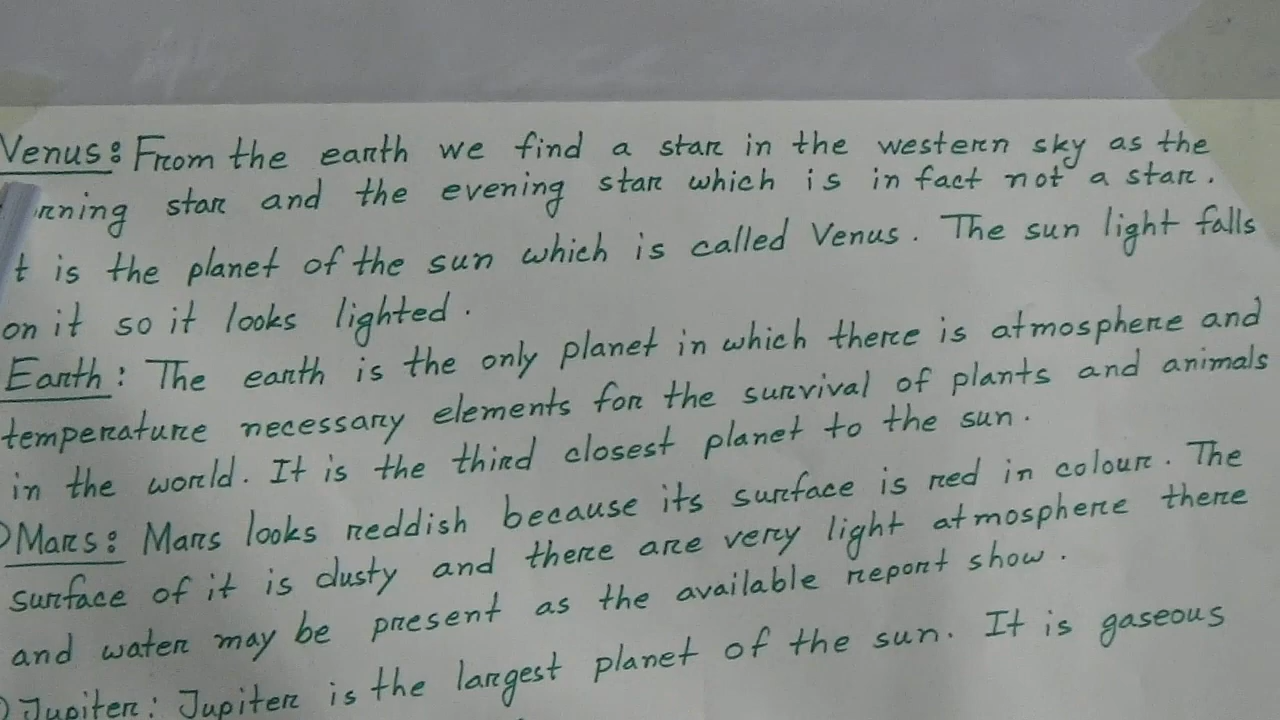 Venus: From the earth we find a star in the western sky as the
star and the evening star which is in fact not a star.
is the planet of the sun which is called Venus. The sun light falls
on it so it looks lighted.
Earth: The earth is the only planet in which there is atmosphere and
temperature necessary elements for the survival of plants and animals
in the world. It is the third closest planet to the sun.
Mars: Mars looks reddish because its surface is red in colour. The
surface of it is dusty and there are very light atmosphere there
and water may be present as the available report show.
Jupiter: Jupiter is the largest planet of the sun. It is gaseous